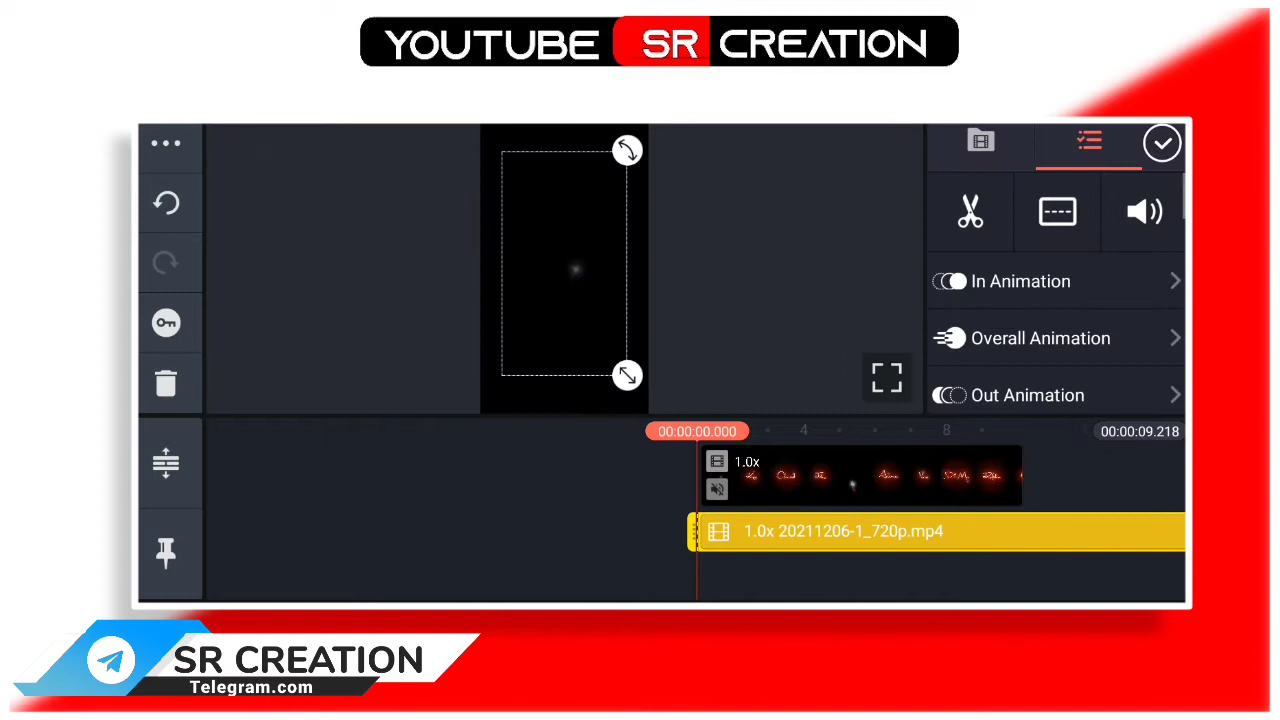 YOUTUBE SR CREATION
In Animation
Overall Animation
Out Animation
00:00:00.000
4
8
00:00:09.218
1.0x
1.0x 20211206-1_720p.mp4
SR CREATION
Telegram.com